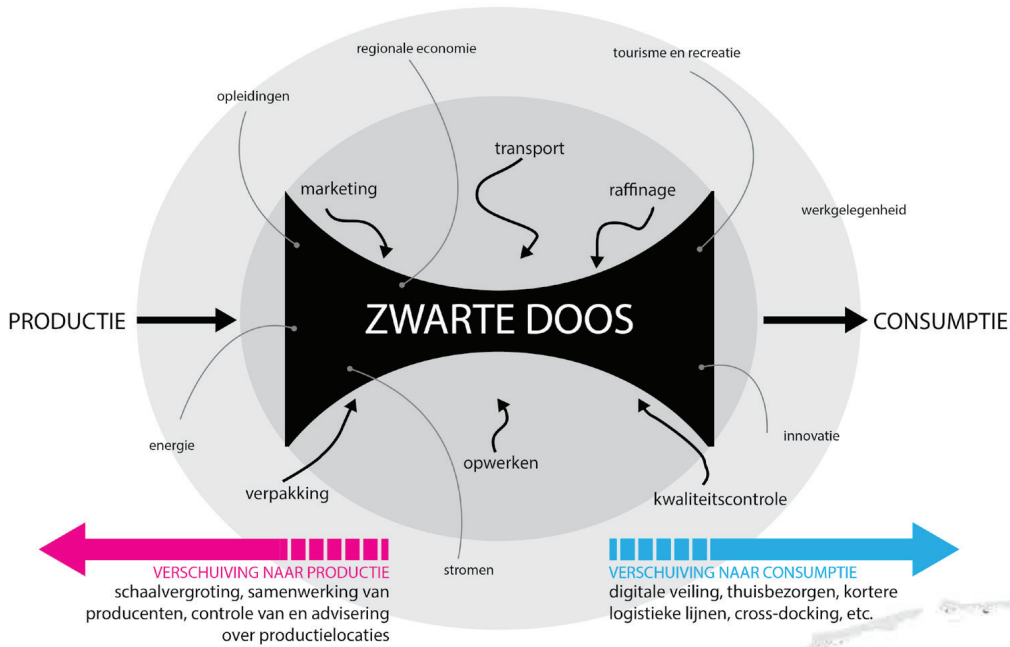 regionale economie
tourisme en recreatie
opleidingen
transport
marketing
raffinage
werkgelegenheid
PRODUCTIE
ZWARTE DOOS
CONSUMPTIE
energie
innovatie
opwerken
verpakking
kwaliteitscontrole
stromen
VERSCHUIVING NAAR PRODUCTIE
schaalvergroting, samenwerking van
producenten, controle van en advisering
over productielocaties
VERSCHUIVING NAAR CONSUMPTIE
digitale veiling, thuisbezorgen, kortere
logistieke lijnen, cross-docking, etc.